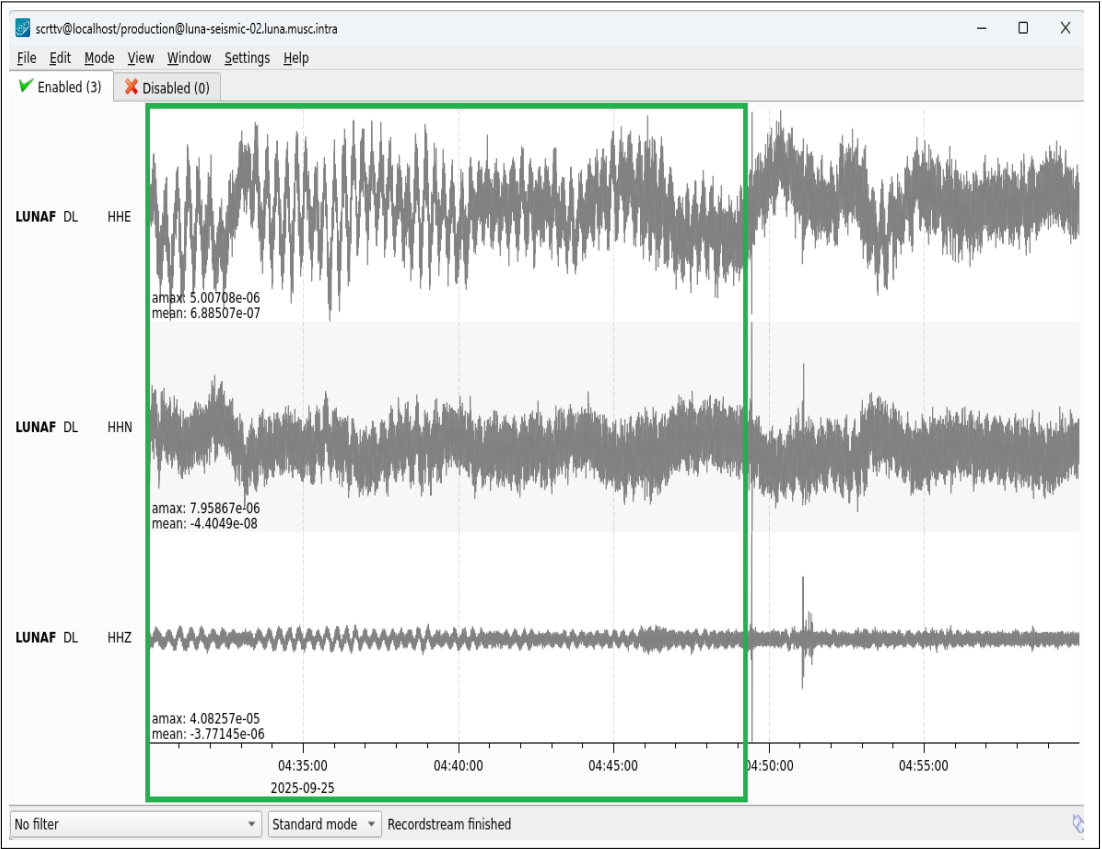 scrttv@localhost/production@luna-seismic-02.luna.musc.intra
File Edit Mode View Window Settings Help
Enabled (3) Disabled (0)
LUNAF DL HHE
amax: 5.00708e-06
mean: 6.88507e-07
LUNAF DL HHN
amax: 7.95867e-06
mean: -4.4049e-08
LUNAF DL HHZ
amax: 4.08257e-05
mean: -3.77145e-06
04:35:00 04:40:00 04:45:00 04:50:00 04:55:00
2025-09-25
No filter Standard mode Recordstream finished